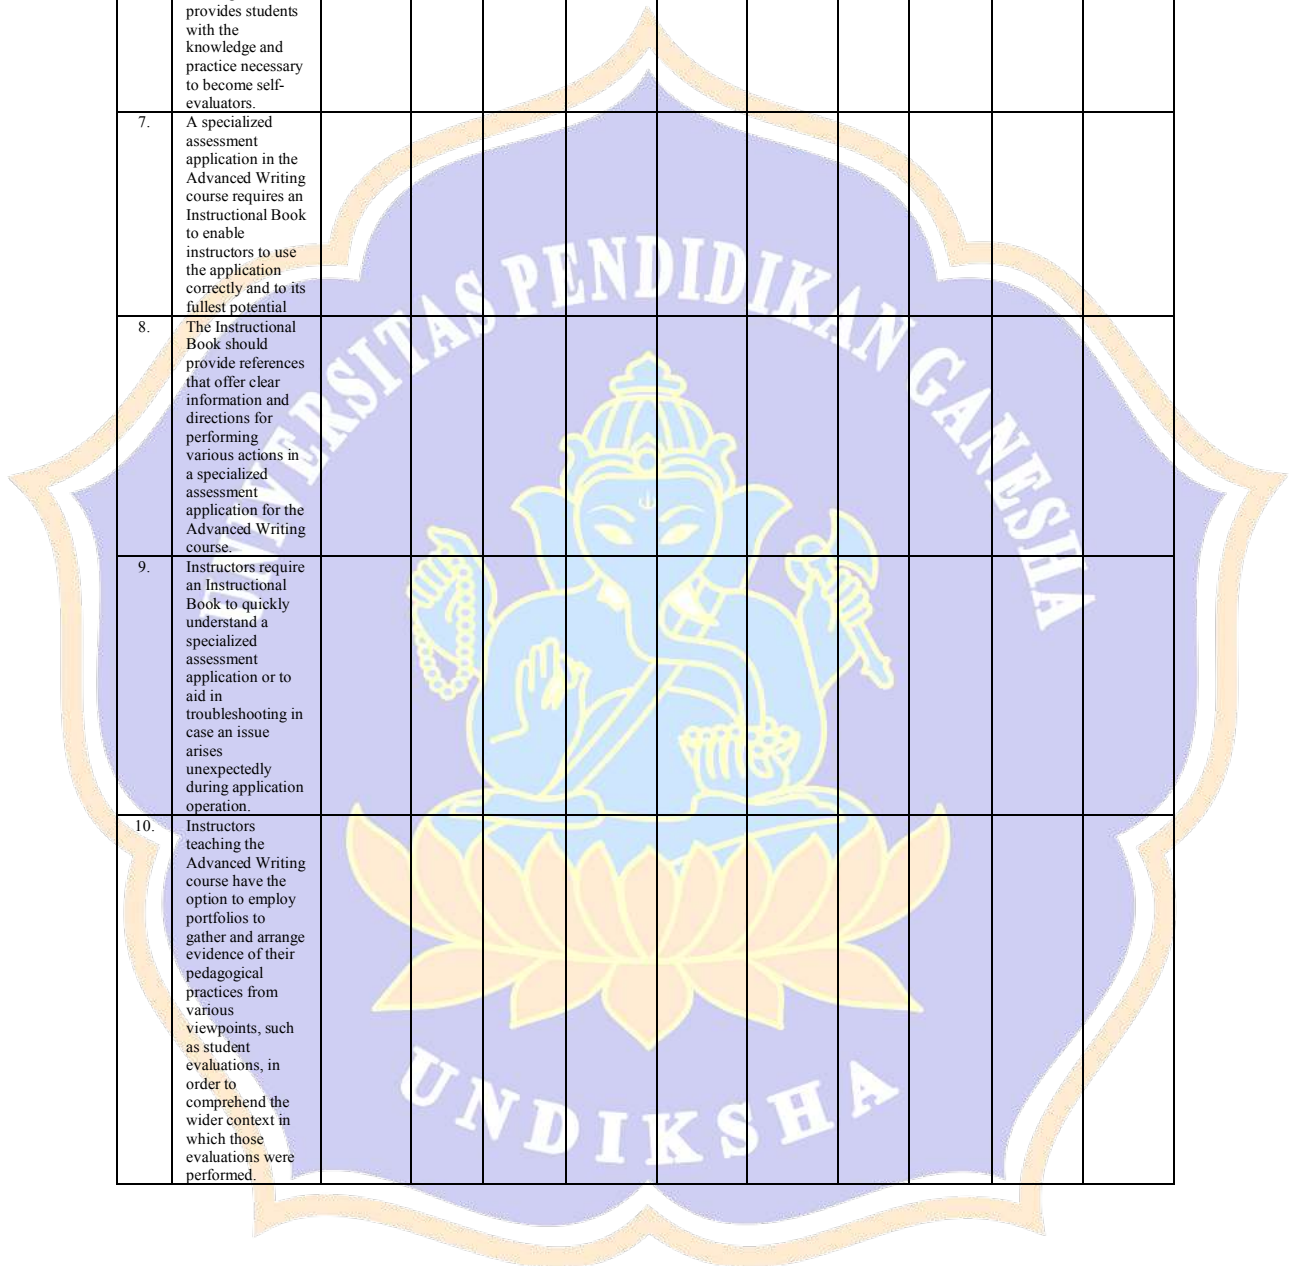 provides students
with the
knowledge and
practice necessary
to become self-
evaluators.
7.
A specialized
assessment
application in the
Advanced Writing
course requires an
Instructional Book
to enable
instructors to use
the application
correctly and to its
fullest potential
8.
The Instructional
Book should
provide references
that offer clear
information and
directions for
performing
various actions in
a specialized
assessment
application for the
Advanced Writing
course.
9.
Instructors require
an Instructional
Book to quickly
understand a
specialized
assessment
application or to
aid in
troubleshooting in
case an issue
arises
unexpectedly
during application
operation.
10.
Instructors
teaching the
Advanced Writing
course have the
option to employ
portfolios to
gather and arrange
evidence of their
pedagogical
practices from
various
viewpoints, such
as student
evaluations, in
order to
comprehend the
wider context in
which those
evaluations were
performed.
UNIVERSITAS PENDIDIKAN GANESHA
UNDIKSHA